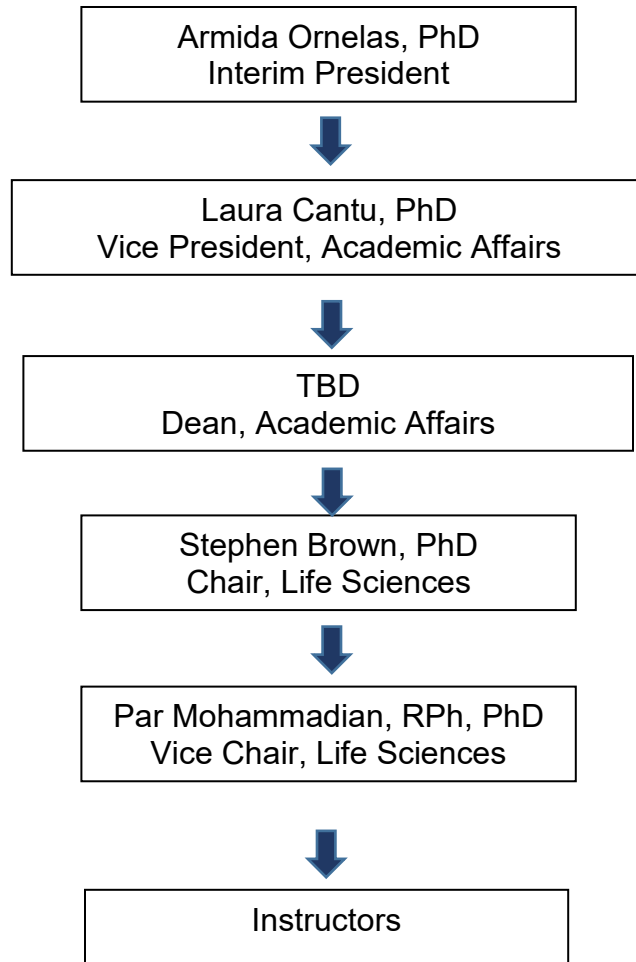 Armida Ornelas, PhD
Interim President
Laura Cantu, PhD
Vice President, Academic Affairs
TBD
Dean, Academic Affairs
Stephen Brown, PhD
Chair, Life Sciences
Par Mohammadian, RPh, PhD
Vice Chair, Life Sciences
Instructors